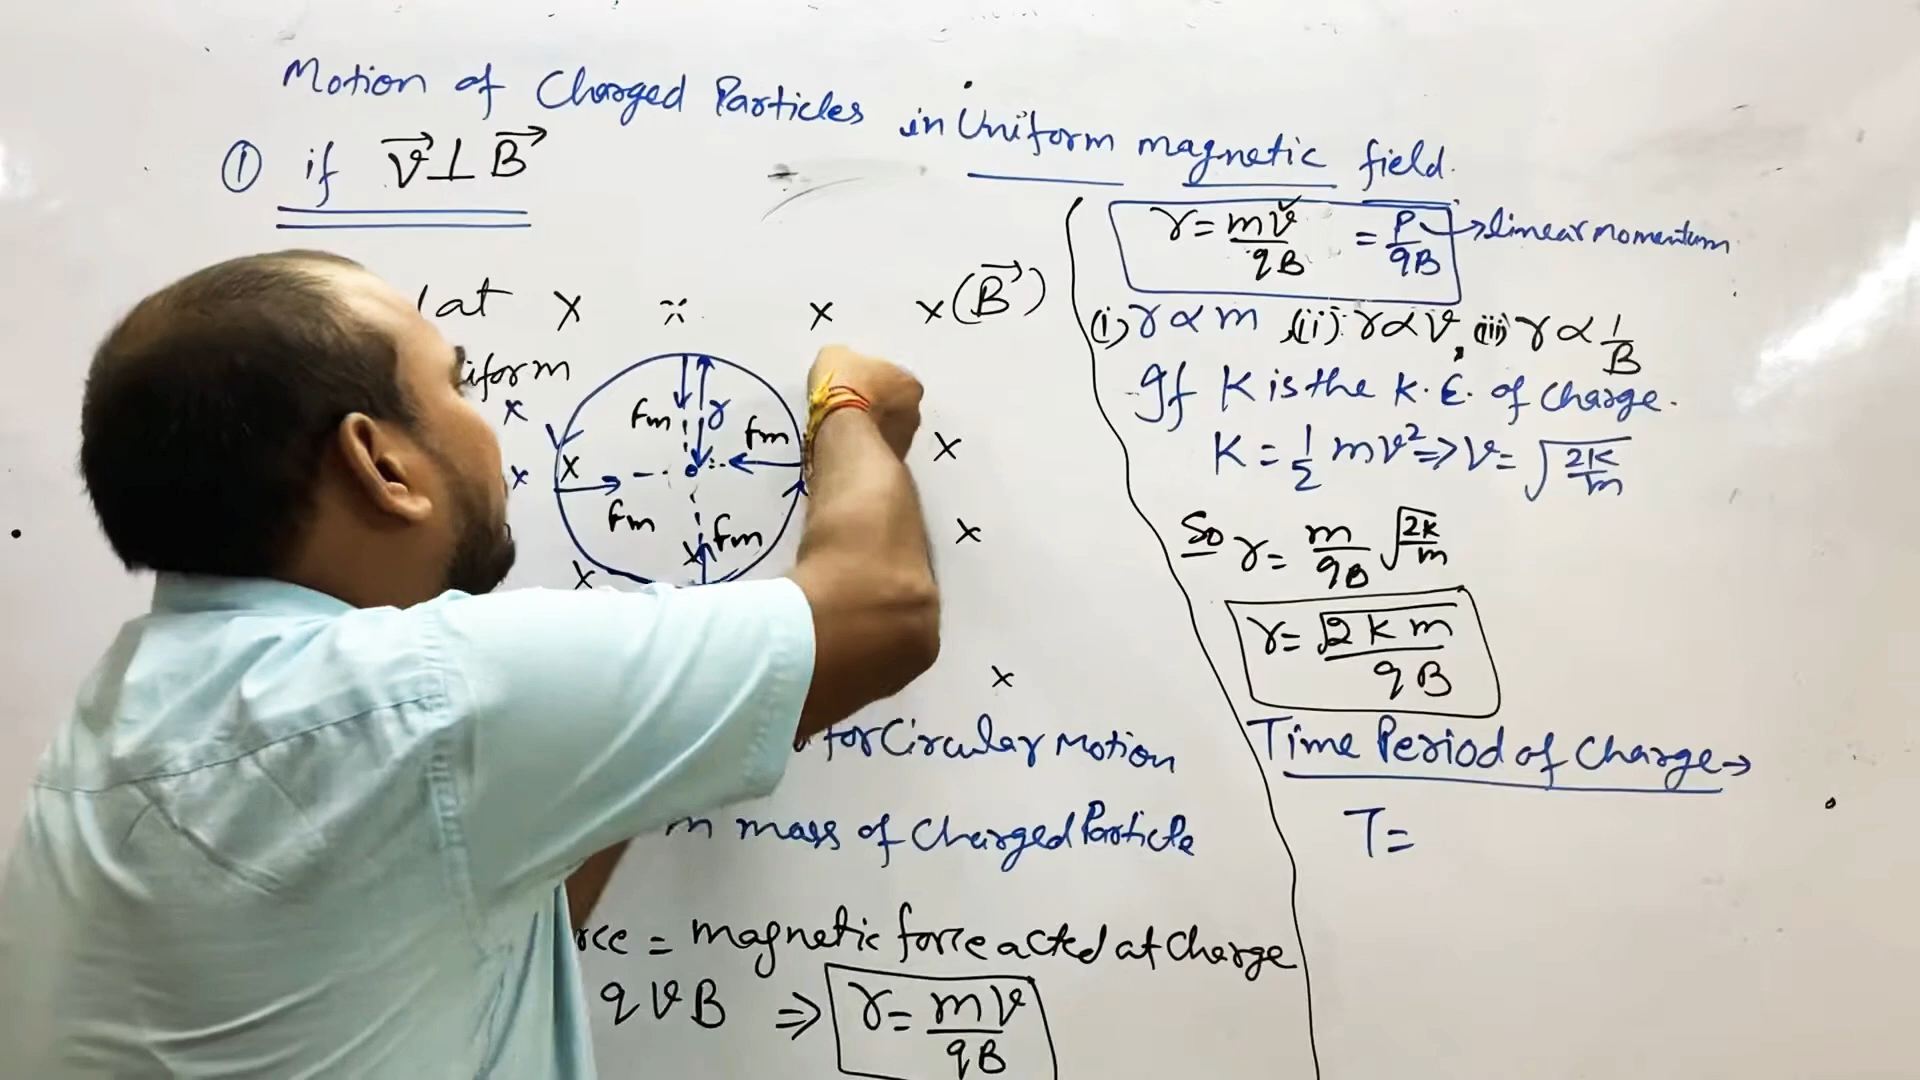 Motion of Charged Particles in Uniform magnetic field.
① if v⃗ ⊥ B⃗
at × × × ×(B⃗)
iform
×
Fm r Fm ×
× ×
Fm Fm ×
× ×
×
for Circular Motion
m mass of Charged Particle
rce = magnetic force acted at Charge
qvB ⇒ r = mv/qB
r = mv/qB = P/qB → linear momentum
(i) r ∝ m, (ii) r ∝ v, (iii) r ∝ 1/B
If K is the K.E. of Charge.
K = 1/2 mv² ⇒ v = √(2K/m)
So r = m/qB √(2K/m)
r = √(2Km)/qB
Time Period of Charge →
T =